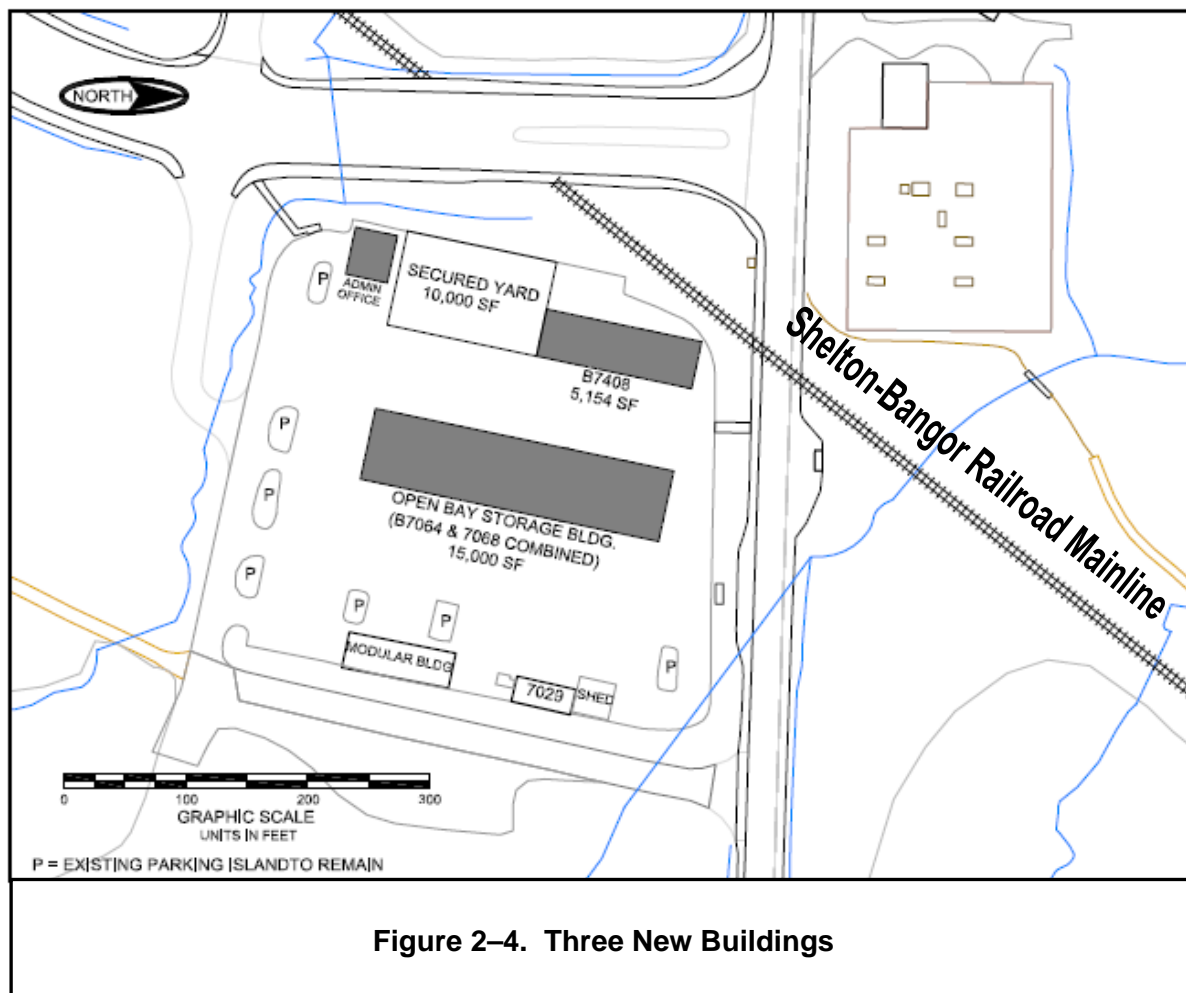 NORTH
P
ADMIN
OFFICE
SECURED YARD
10,000 SF
B7408
5,154 SF
Shelton-Bangor Railroad Mainline
P
P
OPEN BAY STORAGE BLDG.
(B7064 & 7068 COMBINED)
15,000 SF
P
P
P
P
MODULAR BLDG
7029
SHED
0 100 200 300
GRAPHIC SCALE
UNITS IN FEET
P = EXISTING PARKING ISLANDTO REMAIN
Figure 2–4. Three New Buildings